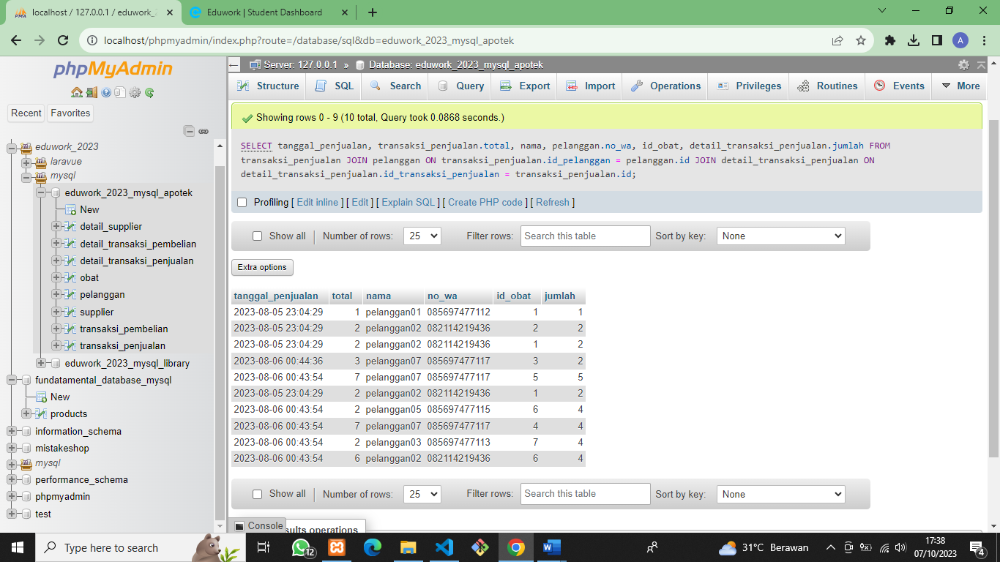 localhost / 127.0.0.1 / eduwork_2
Eduwork | Student Dashboard
localhost/phpmyadmin/index.php?route=/database/sql&db=eduwork_2023_mysql_apotek
A
phpMyAdmin
Recent Favorites
eduwork_2023
laravue
mysql
eduwork_2023_mysql_apotek
New
detail_supplier
detail_transaksi_pembelian
detail_transaksi_penjualan
obat
pelanggan
supplier
transaksi_pembelian
transaksi_penjualan
eduwork_2023_mysql_library
fundatamental_database_mysql
New
products
information_schema
mistakeshop
mysql
performance_schema
phpmyadmin
test
Server: 127.0.0.1 » Database: eduwork_2023_mysql_apotek
Structure SQL Search Query Export Import Operations Privileges Routines Events More
Showing rows 0 - 9 (10 total, Query took 0.0868 seconds.)
SELECT tanggal_penjualan, transaksi_penjualan.total, nama, pelanggan.no_wa, id_obat, detail_transaksi_penjualan.jumlah FROM
transaksi_penjualan JOIN pelanggan ON transaksi_penjualan.id_pelanggan = pelanggan.id JOIN detail_transaksi_penjualan ON
detail_transaksi_penjualan.id_transaksi_penjualan = transaksi_penjualan.id;
Profiling [ Edit inline ] [ Edit ] [ Explain SQL ] [ Create PHP code ] [ Refresh ]
Show all Number of rows: 25 Filter rows: Search this table Sort by key: None
Extra options
tanggal_penjualan total nama no_wa id_obat jumlah
2023-08-05 23:04:29 1 pelanggan01 085697477112 1 1
2023-08-05 23:04:29 2 pelanggan02 082114219436 2 2
2023-08-05 23:04:29 2 pelanggan02 082114219436 1 2
2023-08-06 00:44:36 3 pelanggan07 085697477117 3 2
2023-08-06 00:43:54 7 pelanggan07 085697477117 5 5
2023-08-05 23:04:29 2 pelanggan02 082114219436 1 2
2023-08-06 00:43:54 2 pelanggan05 085697477115 6 4
2023-08-06 00:43:54 7 pelanggan07 085697477117 4 4
2023-08-06 00:43:54 2 pelanggan03 085697477113 7 4
2023-08-06 00:43:54 6 pelanggan02 082114219436 6 4
Show all Number of rows: 25 Filter rows: Search this table Sort by key: None
Console
sults operations
Type here to search
12
31°C Berawan
17:38
07/10/2023
4